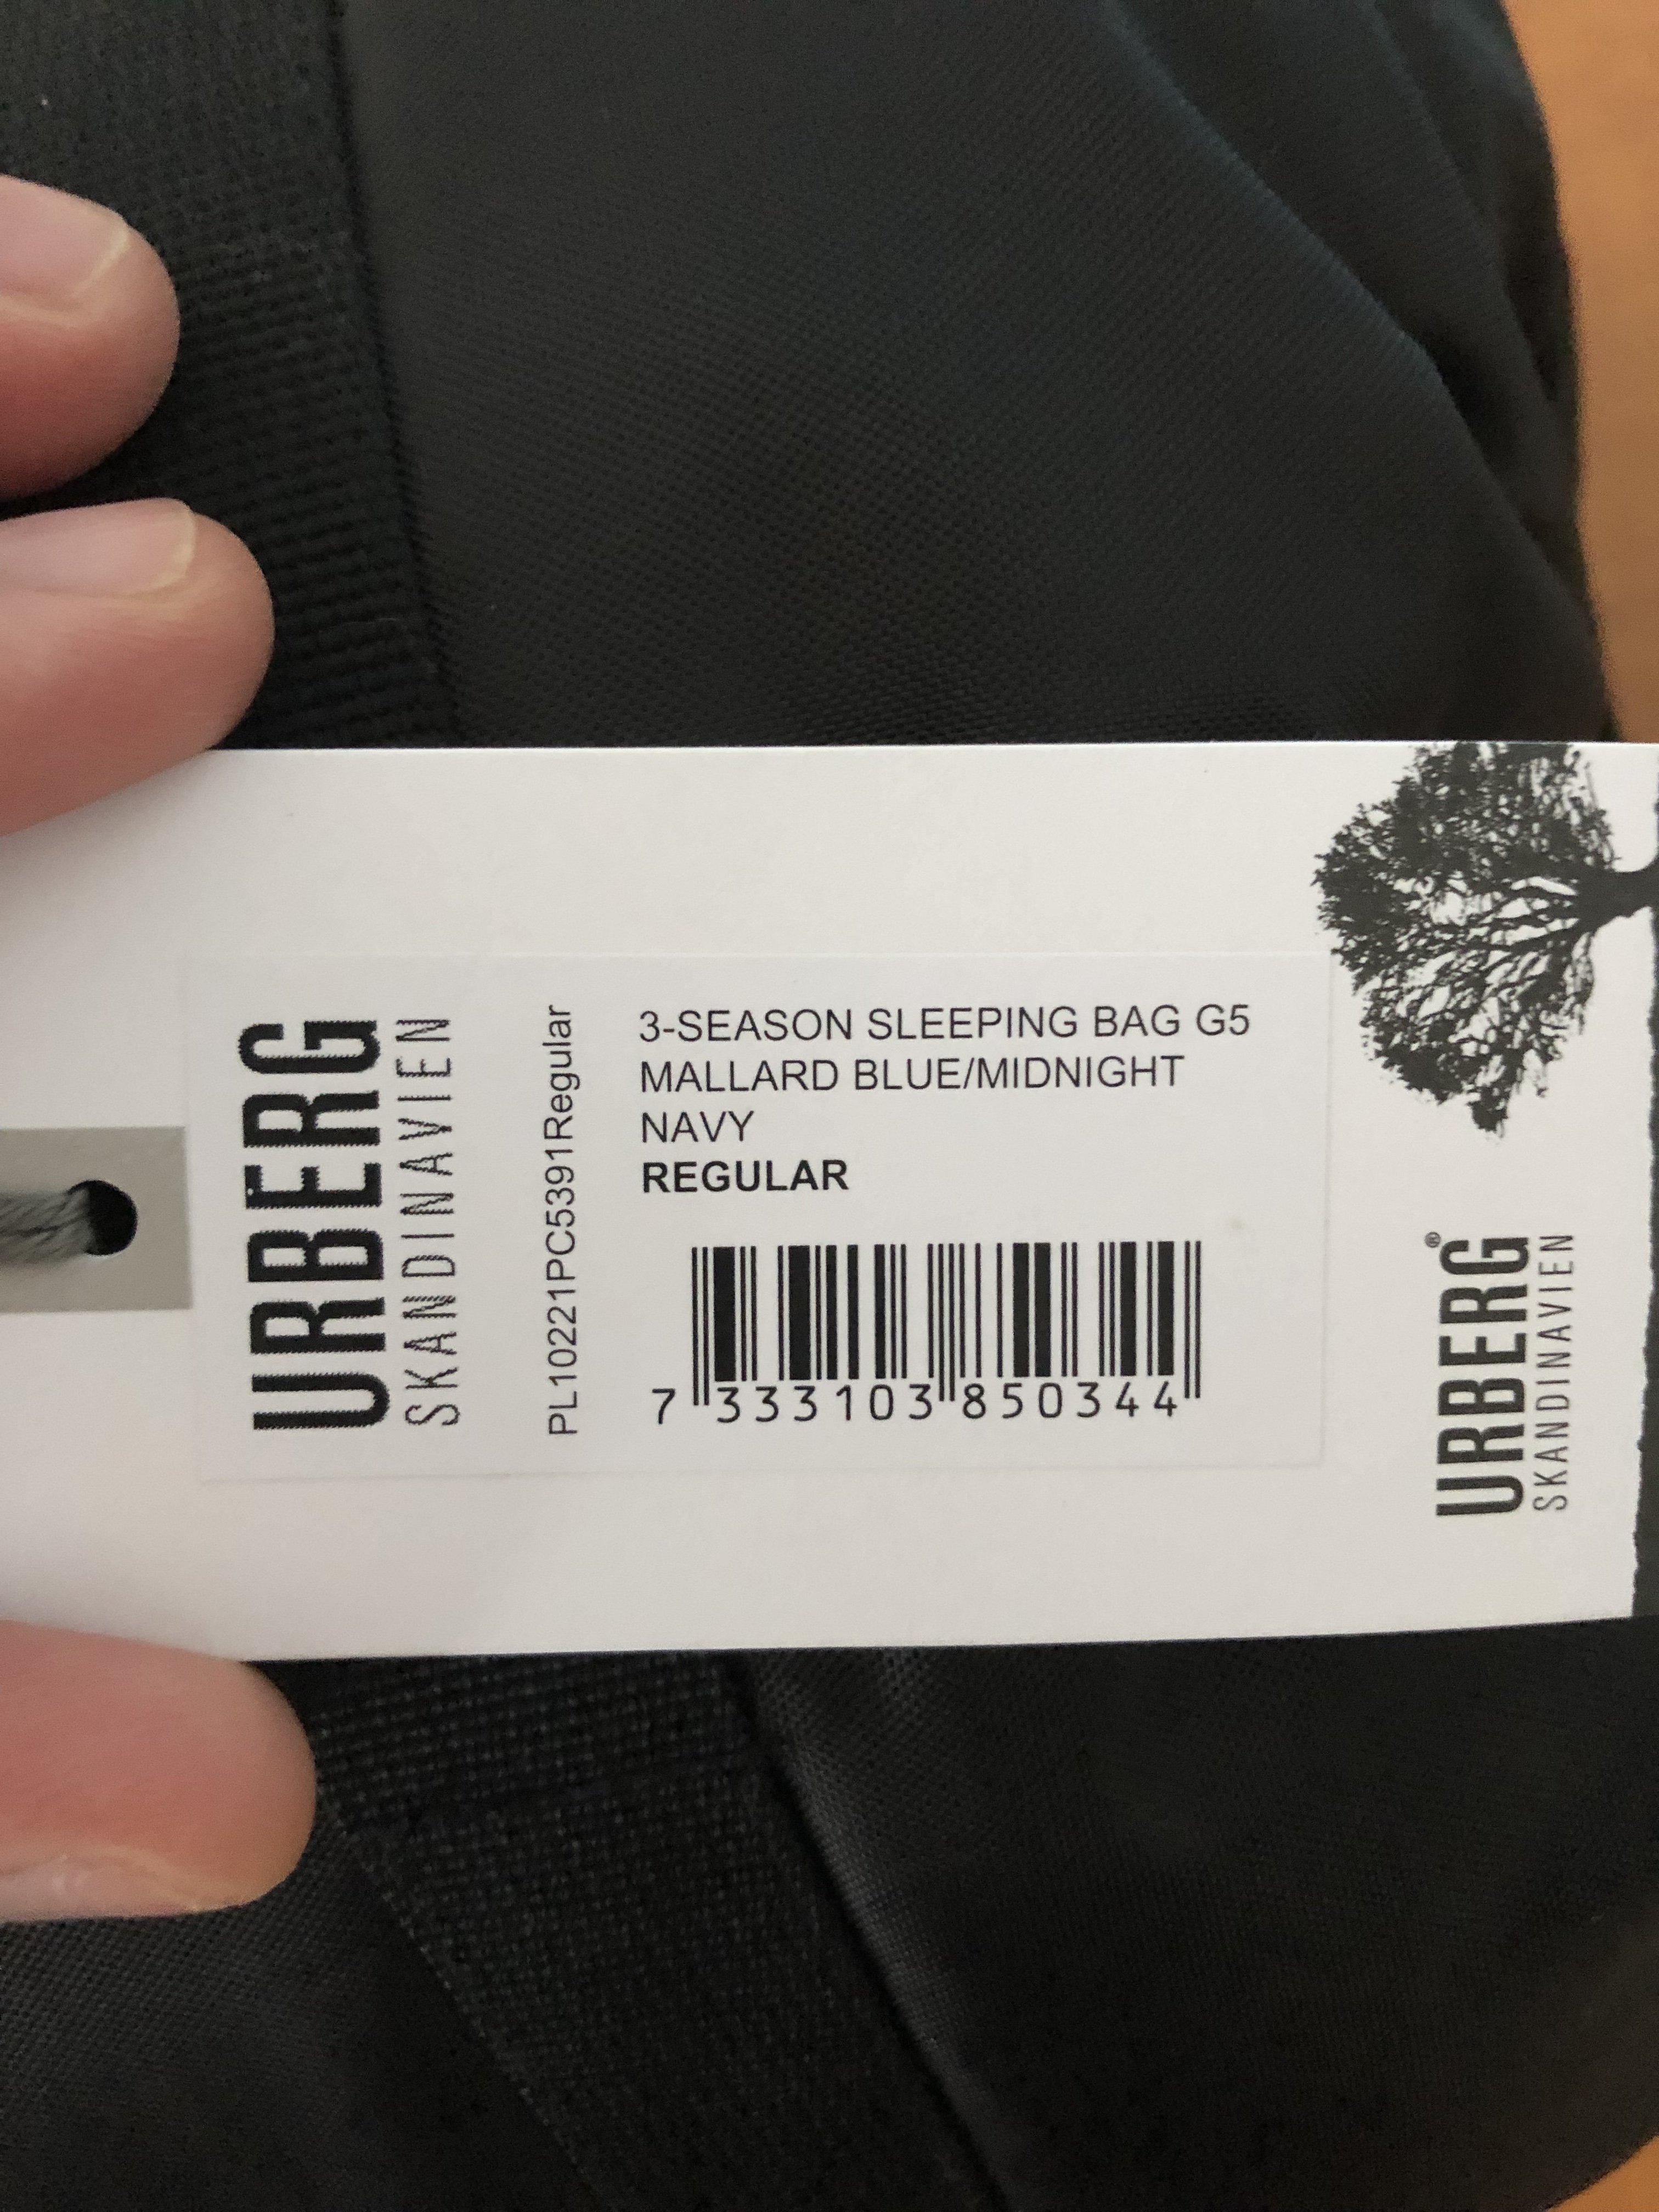 URBERG
SKANDINAVIEN
PL10221PC5391Regular
3-SEASON SLEEPING BAG G5
MALLARD BLUE/MIDNIGHT
NAVY
REGULAR
7 333103 850344
URBERG®
SKANDINAVIEN